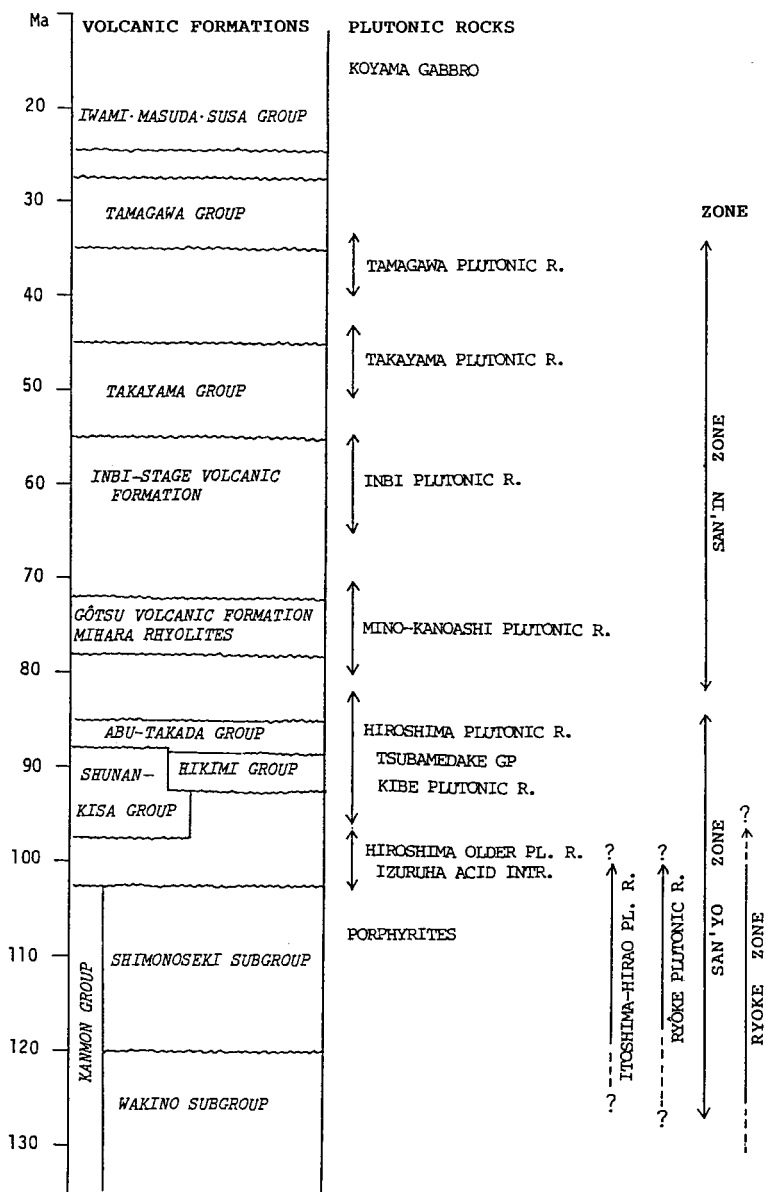 Ma
VOLCANIC FORMATIONS
PLUTONIC ROCKS
KOYAMA GABBRO
20
IWAMI·MASUDA·SUSA GROUP
30
TAMAGAWA GROUP
ZONE
TAMAGAWA PLUTONIC R.
40
TAKAYAMA PLUTONIC R.
50
TAKAYAMA GROUP
60
INBI-STAGE VOLCANIC
FORMATION
INBI PLUTONIC R.
SAN'IN ZONE
70
GÔTSU VOLCANIC FORMATION
MIHARA RHYOLITES
MINO-KANOASHI PLUTONIC R.
80
ABU-TAKADA GROUP
HIROSHIMA PLUTONIC R.
TSUBAMEDAKE GP
KIBE PLUTONIC R.
90
SHUNAN-
KISA GROUP
HIKIMI GROUP
100
HIROSHIMA OLDER PL. R.
IZURUHA ACID INTR.
? ? ?
110
SHIMONOSEKI SUBGROUP
PORPHYRITES
KANMON GROUP
ITOSHIMA-HIRAO PL. R.
RYÔKE PLUTONIC R.
SAN'YO ZONE
RYOKE ZONE
120
WAKINO SUBGROUP
? ?
130